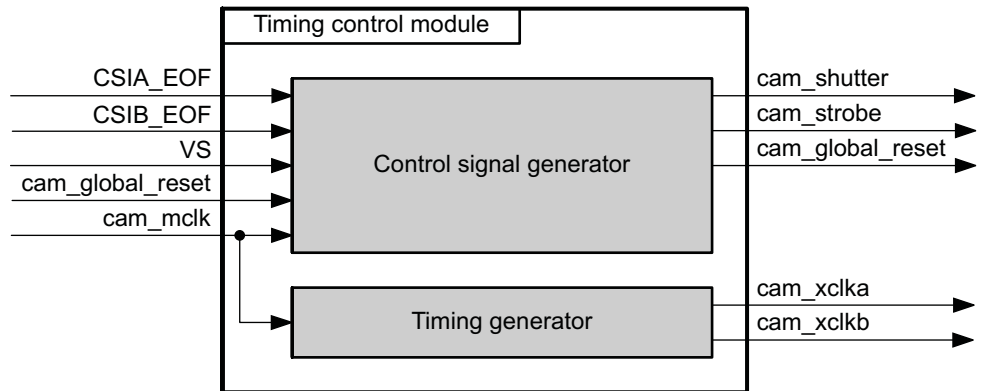 Timing control module
CSIA_EOF
CSIB_EOF
VS
cam_global_reset
cam_mclk
Control signal generator
cam_shutter
cam_strobe
cam_global_reset
Timing generator
cam_xclka
cam_xclkb